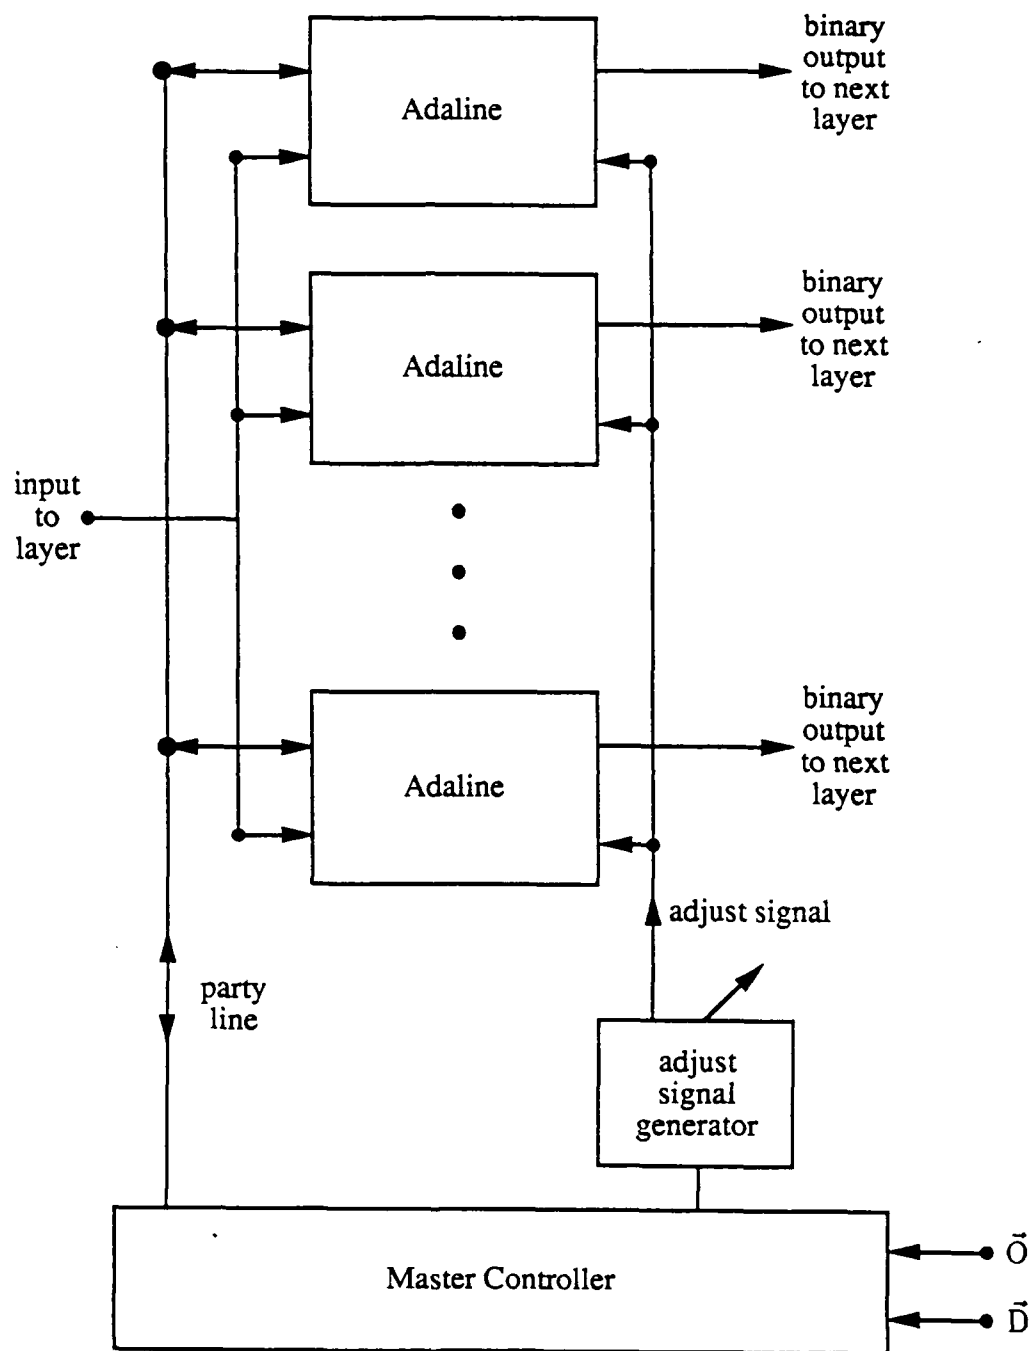 binary
output
to next
layer
Adaline
binary
output
to next
layer
Adaline
input
to
layer
binary
output
to next
layer
Adaline
adjust signal
party
line
adjust
signal
generator
Master Controller
O⃗
D⃗